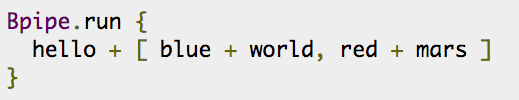 Bpipe.run {
  hello + [ blue + world, red + mars ]
}